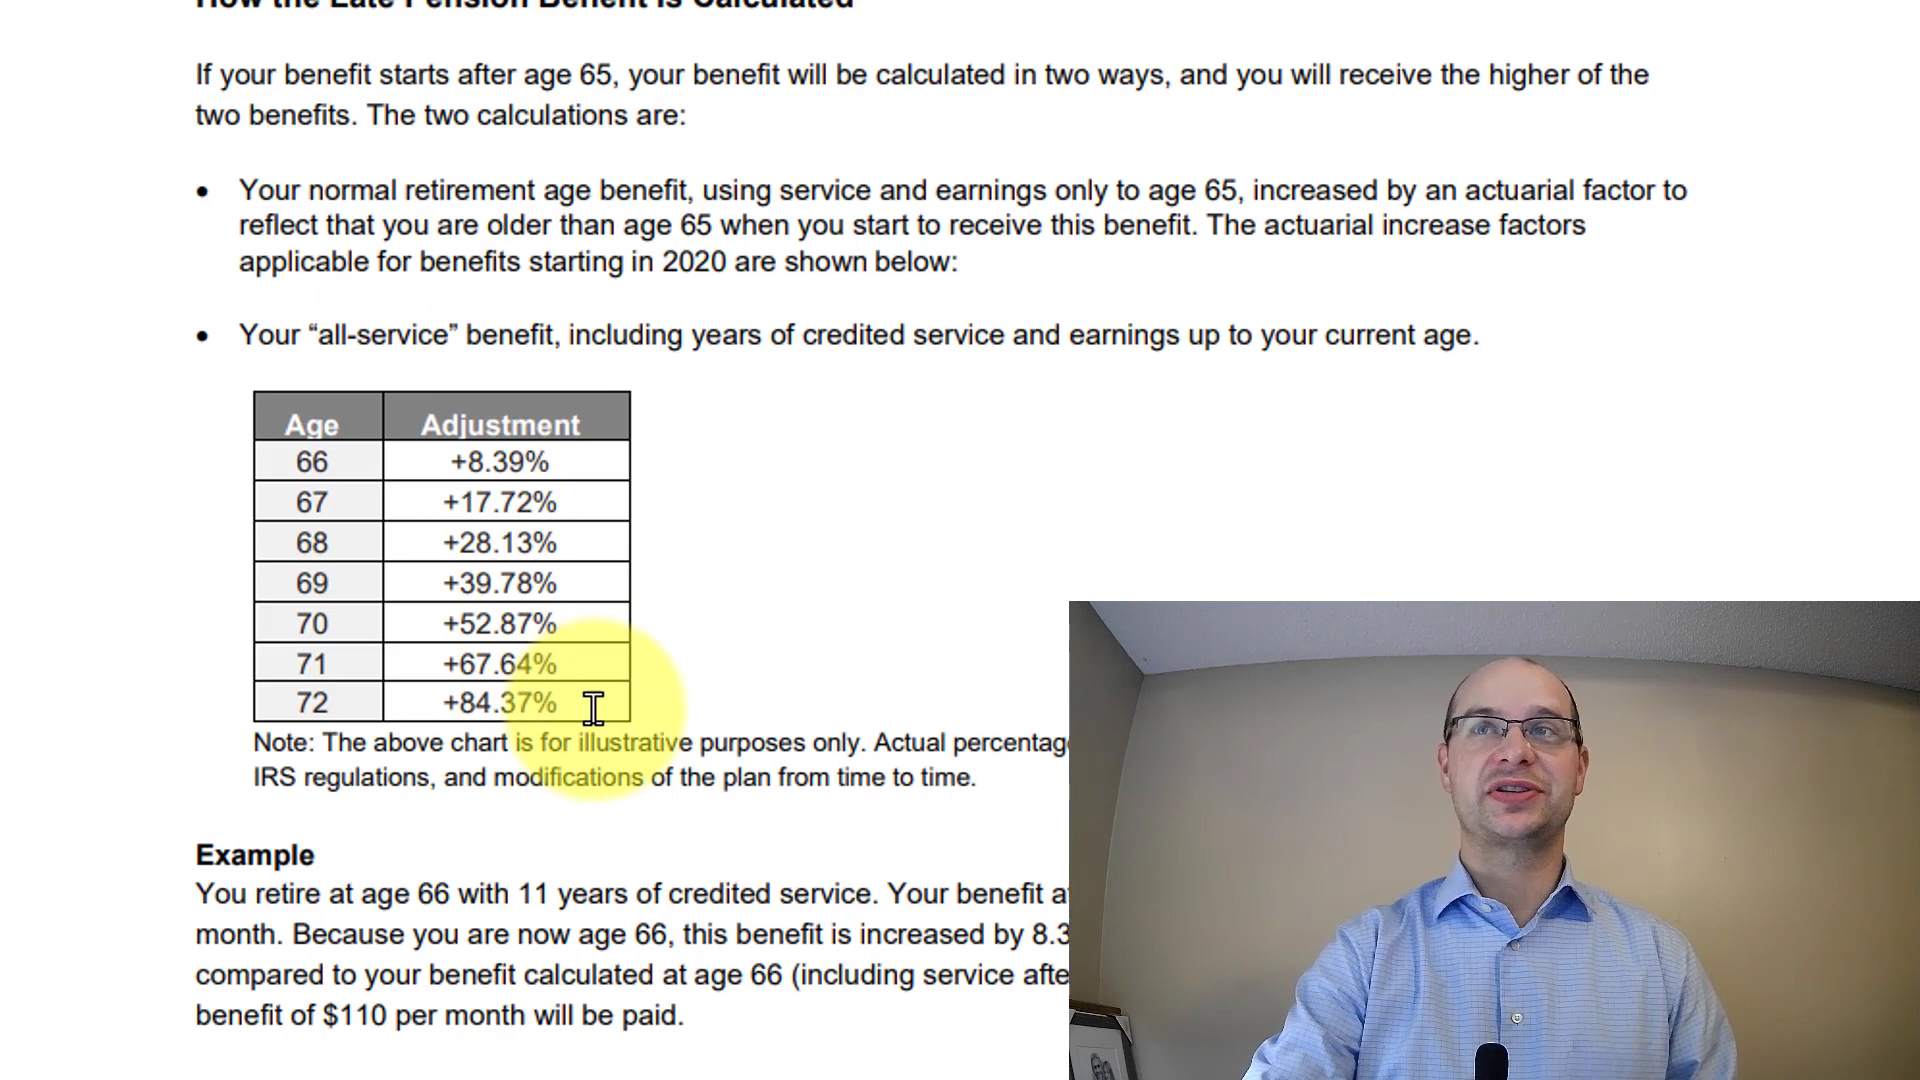 How the Late Pension Benefit is Calculated
If your benefit starts after age 65, your benefit will be calculated in two ways, and you will receive the higher of the
two benefits. The two calculations are:
• Your normal retirement age benefit, using service and earnings only to age 65, increased by an actuarial factor to
reflect that you are older than age 65 when you start to receive this benefit. The actuarial increase factors
applicable for benefits starting in 2020 are shown below:
• Your “all-service” benefit, including years of credited service and earnings up to your current age.
Age Adjustment
66 +8.39%
67 +17.72%
68 +28.13%
69 +39.78%
70 +52.87%
71 +67.64%
72 +84.37%
Note: The above chart is for illustrative purposes only. Actual percentag
IRS regulations, and modifications of the plan from time to time.
Example
You retire at age 66 with 11 years of credited service. Your benefit a
month. Because you are now age 66, this benefit is increased by 8.3
compared to your benefit calculated at age 66 (including service afte
benefit of $110 per month will be paid.